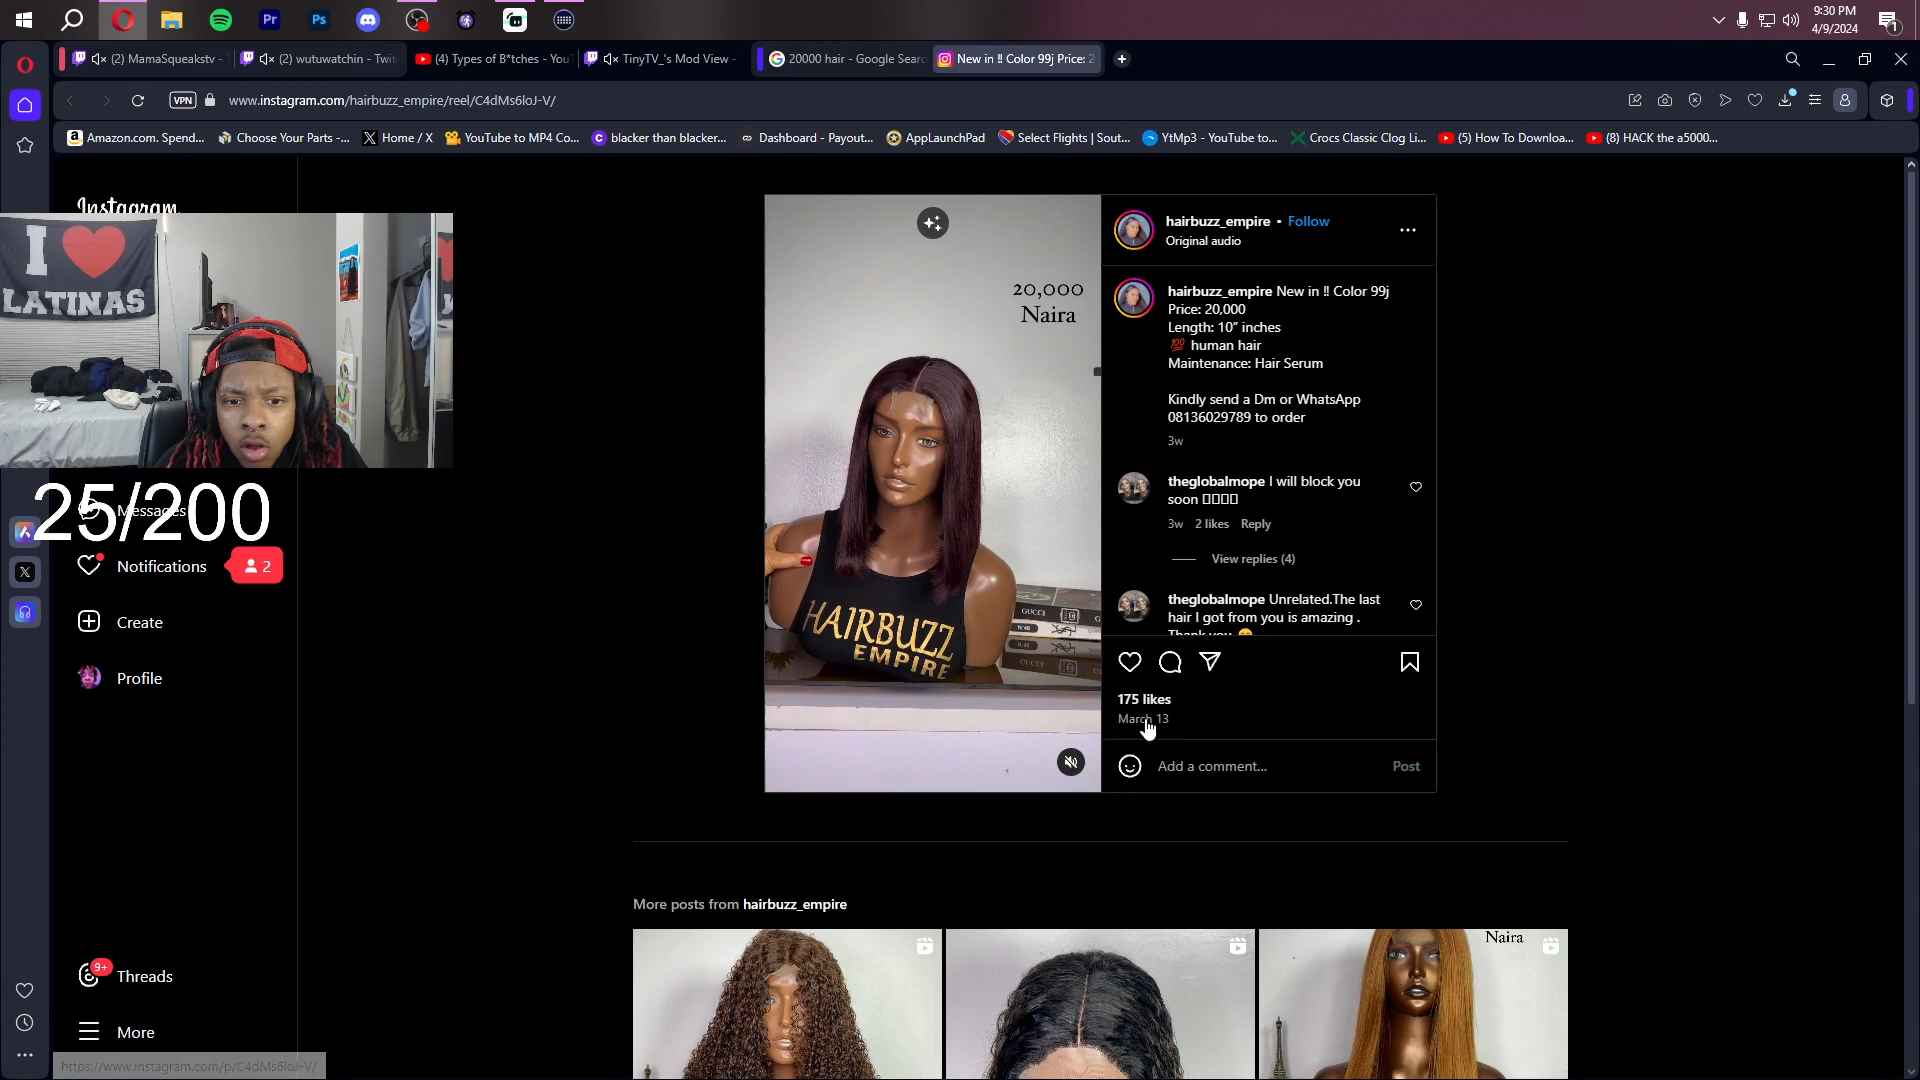 9:30 PM
4/9/2024
1
(2) MamaSqueakstv -
(2) wutuwatchin - Twit
(4) Types of B*tches - YouT
TinyTV_'s Mod View -
20000 hair - Google Searc
New in !! Color 99j Price: 2
VPN
www.instagram.com/hairbuzz_empire/reel/C4dMs6loJ-V/
Amazon.com. Spend...
Choose Your Parts -...
Home / X
YouTube to MP4 Co...
blacker than blacker...
Dashboard - Payout...
AppLaunchPad
Select Flights | Sout...
YtMp3 - YouTube to...
Crocs Classic Clog Li...
(5) How To Downloa...
(8) HACK the a5000...
Instagram
I
LATINAS
25/200
Messages
Notifications
2
Create
Profile
9+
Threads
More
https://www.instagram.com/p/C4dMs6loJ-V/
20,000
Naira
HAIRBUZZ
EMPIRE
GUCCI
GUCCI
hairbuzz_empire • Follow
Original audio
hairbuzz_empire New in ‼ Color 99j
Price: 20,000
Length: 10” inches
💯 human hair
Maintenance: Hair Serum
Kindly send a Dm or WhatsApp
08136029789 to order
3w
theglobalmope I will block you
soon
3w 2 likes Reply
View replies (4)
theglobalmope Unrelated.The last
hair I got from you is amazing .
Thank you
175 likes
March 13
Add a comment...
Post
More posts from hairbuzz_empire
Naira